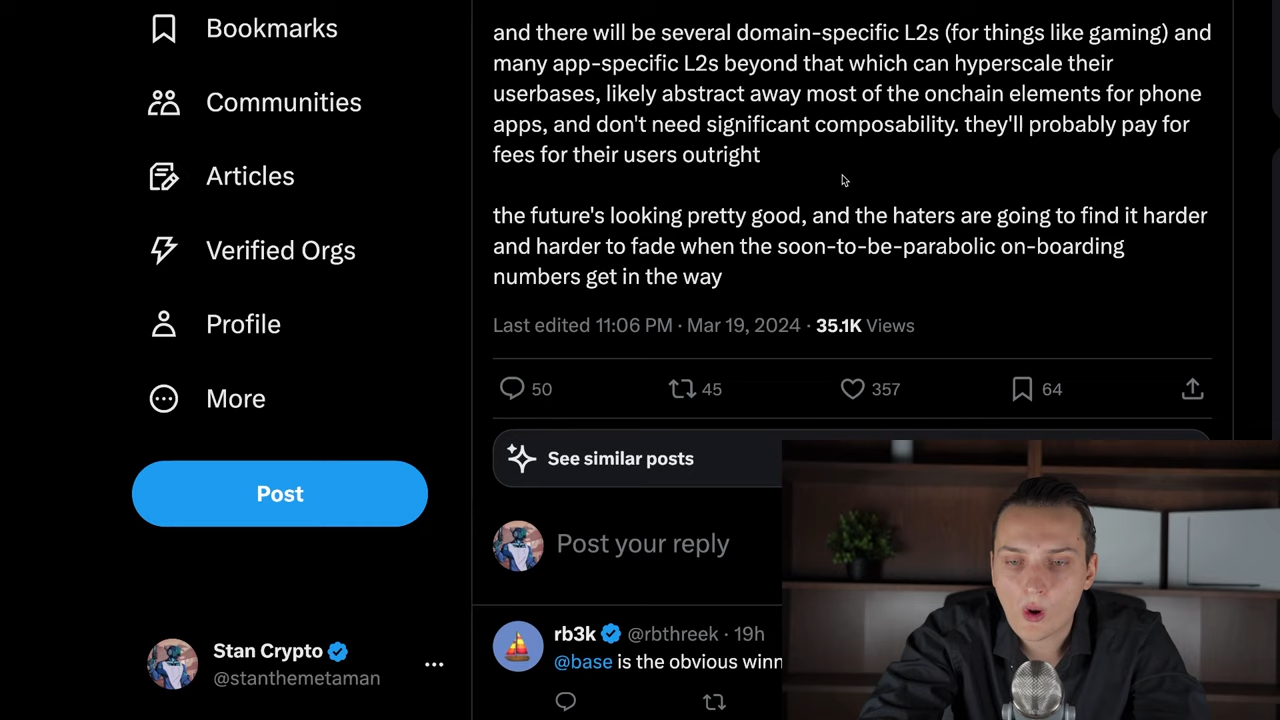 Bookmarks
Communities
Articles
Verified Orgs
Profile
More
Post
Stan Crypto
@stanthemetaman
and there will be several domain-specific L2s (for things like gaming) and
many app-specific L2s beyond that which can hyperscale their
userbases, likely abstract away most of the onchain elements for phone
apps, and don't need significant composability. they'll probably pay for
fees for their users outright
the future's looking pretty good, and the haters are going to find it harder
and harder to fade when the soon-to-be-parabolic on-boarding
numbers get in the way
Last edited 11:06 PM · Mar 19, 2024 · 35.1K Views
50 45 357 64
See similar posts
Post your reply
rb3k @rbthreek · 19h
@base is the obvious winn